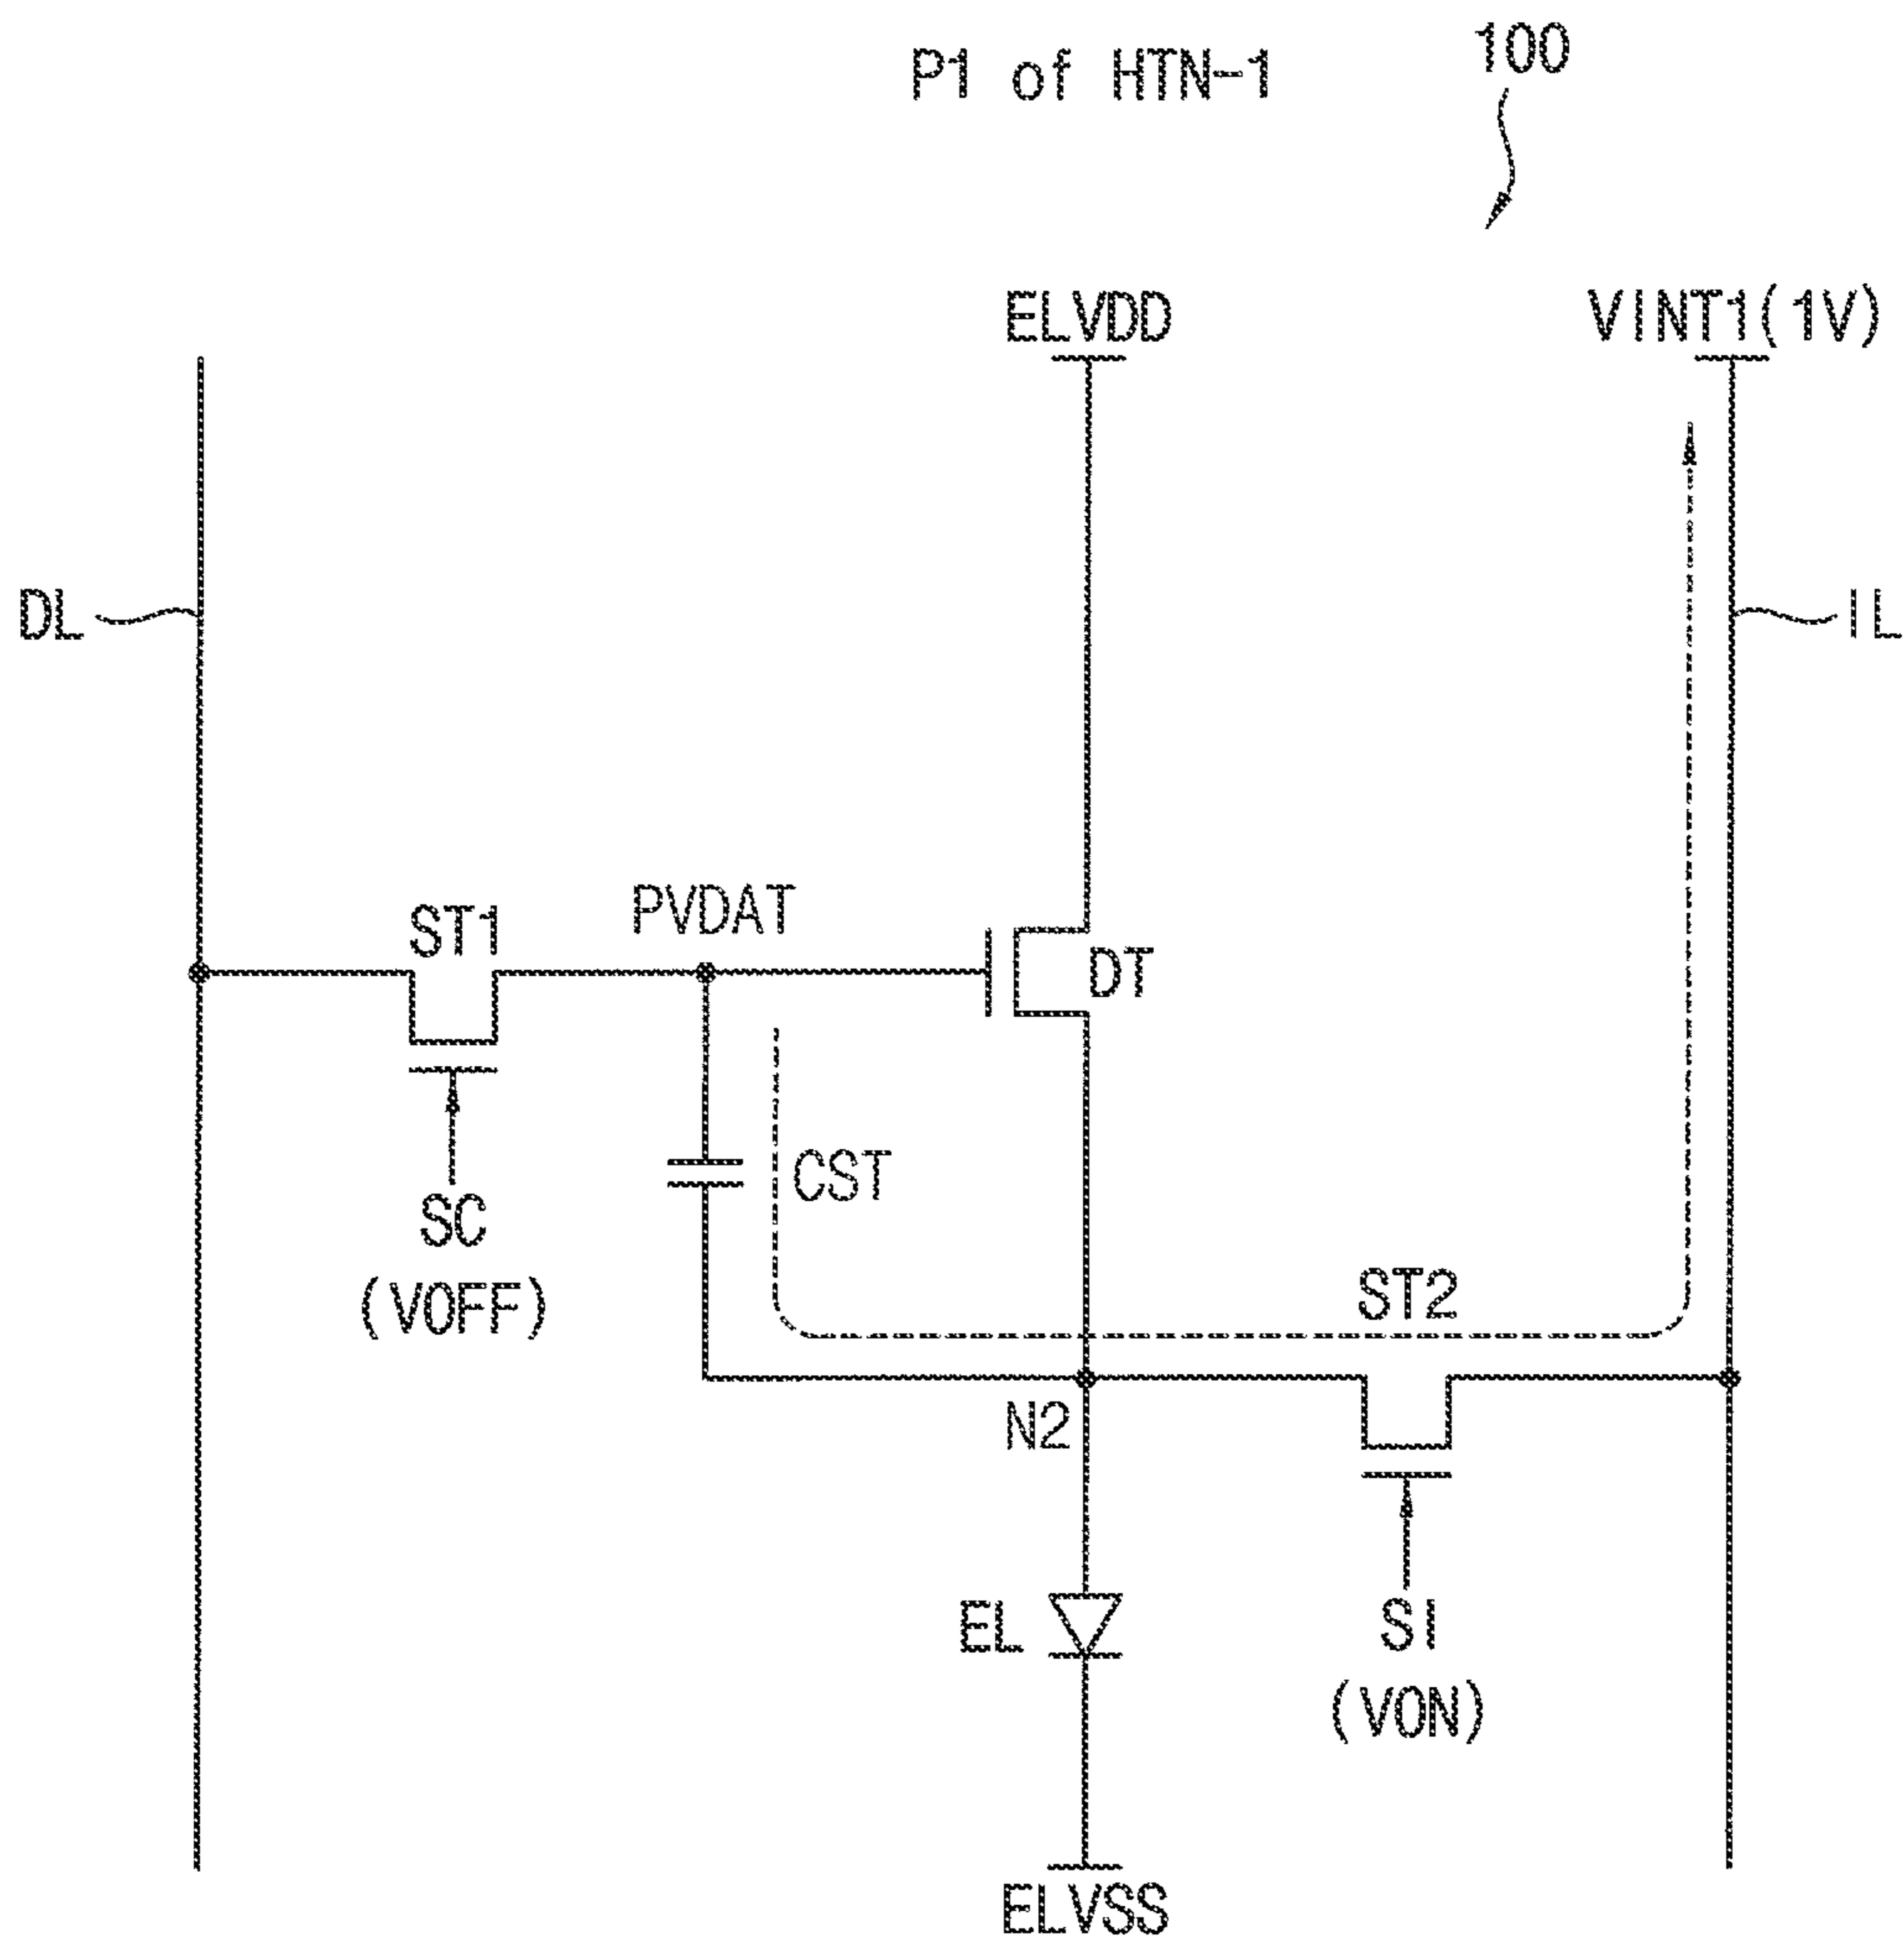 P1 of HTN-1
100
ELVDD
VINT1(1V)
DL
IL
ST1
PVDAT
DT
CST
SC
(VOFF)
ST2
N2
EL
SI
(VON)
ELVSS